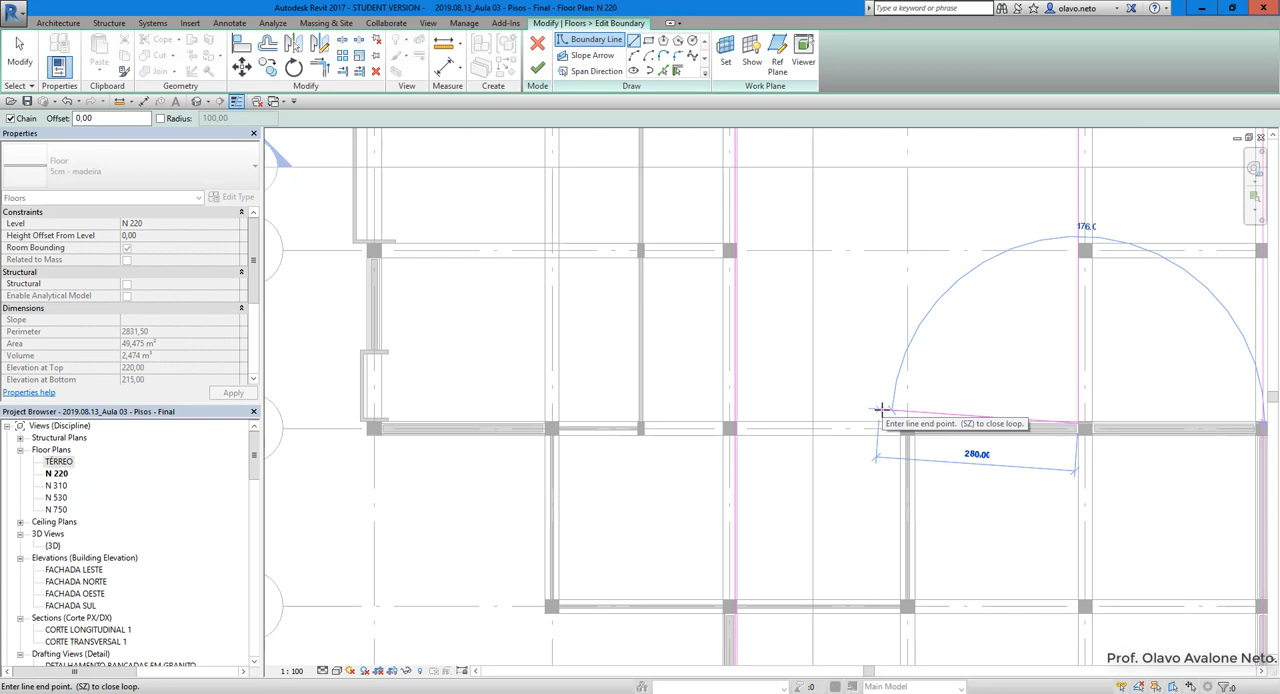 Autodesk Revit 2017 - STUDENT VERSION - 2019.08.13_Aula 03 - Pisos - Final - Floor Plan: N 220
Type a keyword or phrase
olavo.neto
Architecture Structure Systems Insert Annotate Analyze Massing & Site Collaborate View Manage Add-Ins Modify | Floors > Edit Boundary
Modify
Paste
Cope
Cut
Join
Boundary Line
Slope Arrow
Span Direction
Set Show Ref Plane Viewer
Select Properties Clipboard Geometry Modify View Measure Create Mode Draw Work Plane
Chain Offset: 0,00 Radius: 100,00
Properties
Floor
5cm - madeira
Floors Edit Type
Constraints
Level N 220
Height Offset From Level 0,00
Room Bounding
Related to Mass
Structural
Structural
Enable Analytical Model
Dimensions
Slope
Perimeter 2831,50
Area 49,475 m²
Volume 2,474 m³
Elevation at Top 220,00
Elevation at Bottom 215,00
Properties help Apply
Project Browser - 2019.08.13_Aula 03 - Pisos - Final
Views (Discipline)
Structural Plans
Floor Plans
TÉRREO
N 220
N 310
N 530
N 750
Ceiling Plans
3D Views
{3D}
Elevations (Building Elevation)
FACHADA LESTE
FACHADA NORTE
FACHADA OESTE
FACHADA SUL
Sections (Corte PX/DX)
CORTE LONGITUDINAL 1
CORTE TRANSVERSAL 1
Drafting Views (Detail)
DETALHAMENTO BANCADAS EM GRANITO
Enter line end point. (SZ) to close loop.
280.00
1 : 100
Prof. Olavo Avalone Neto.
Enter line end point. (SZ) to close loop.
:0
Main Model
:0